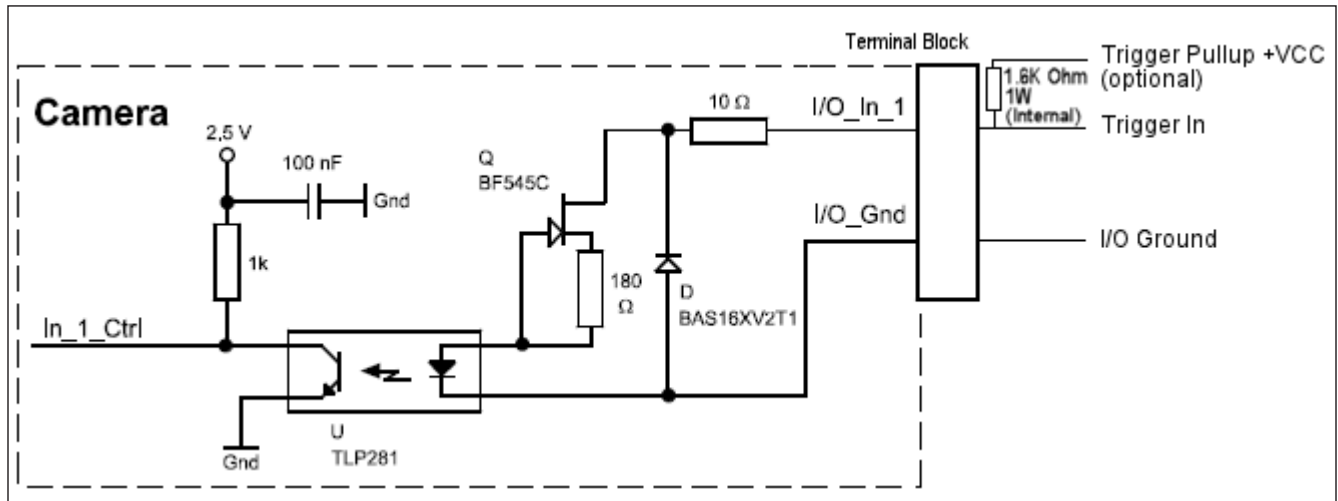 Terminal Block
Trigger Pullup +VCC
(optional)
1.6K Ohm
1W
(Internal)
Trigger In
Camera
10 Ω
I/O_In_1
2,5 V
100 nF
Gnd
Q
BF545C
I/O_Gnd
I/O Ground
1k
180
Ω
D
BAS16XV2T1
In_1_Ctrl
U
TLP281
Gnd